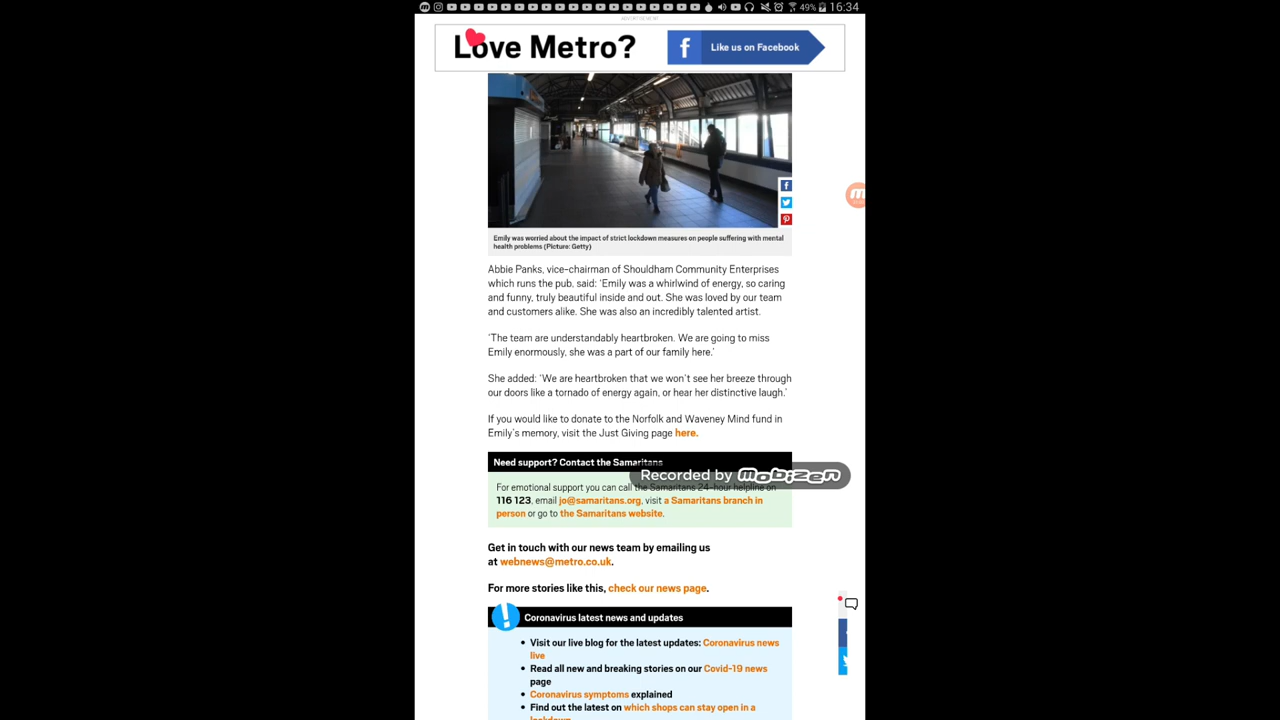 49% 16:34
ADVERTISEMENT
Love Metro?
f Like us on Facebook
Emily was worried about the impact of strict lockdown measures on people suffering with mental
health problems (Picture: Getty)
Abbie Panks, vice-chairman of Shouldham Community Enterprises
which runs the pub, said: ‘Emily was a whirlwind of energy, so caring
and funny, truly beautiful inside and out. She was loved by our team
and customers alike. She was also an incredibly talented artist.
‘The team are understandably heartbroken. We are going to miss
Emily enormously, she was a part of our family here.’
She added: ‘We are heartbroken that we won’t see her breeze through
our doors like a tornado of energy again, or hear her distinctive laugh.’
If you would like to donate to the Norfolk and Waveney Mind fund in
Emily’s memory, visit the Just Giving page here.
Need support? Contact the Samaritans
Recorded by mobizen
For emotional support you can call the Samaritans 24-hour helpline on
116 123, email jo@samaritans.org, visit a Samaritans branch in
person or go to the Samaritans website.
Get in touch with our news team by emailing us
at webnews@metro.co.uk.
For more stories like this, check our news page.
Coronavirus latest news and updates
• Visit our live blog for the latest updates: Coronavirus news
live
• Read all new and breaking stories on our Covid-19 news
page
• Coronavirus symptoms explained
• Find out the latest on which shops can stay open in a
lockdown